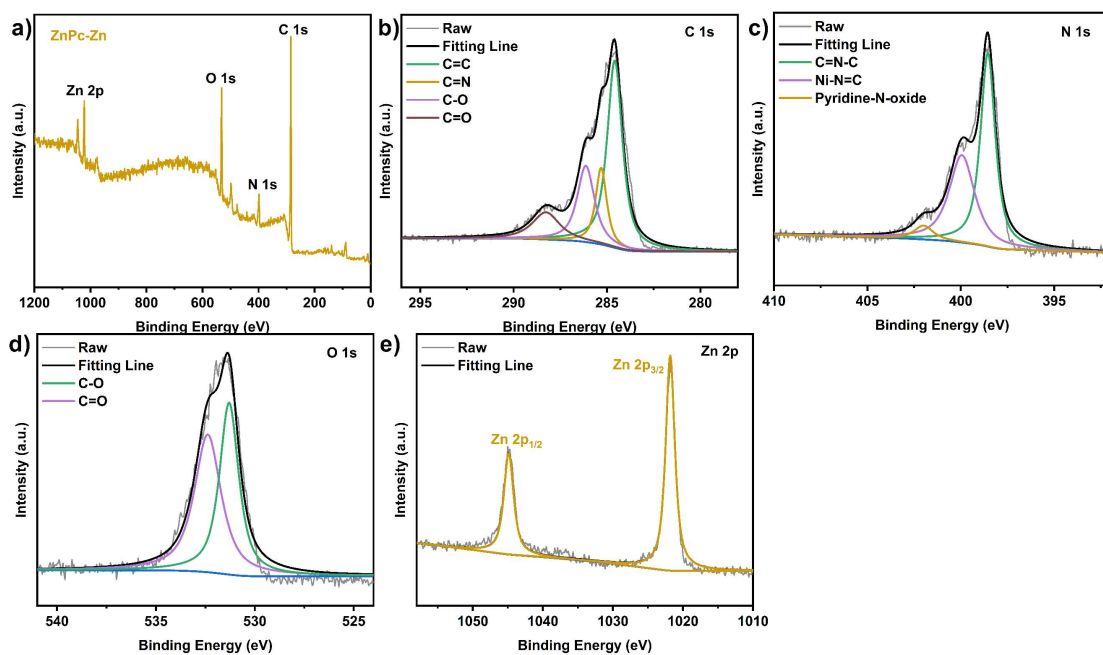 a)
ZnPc-Zn
C 1s
O 1s
Zn 2p
N 1s
Intensity (a.u.)
1200 1000 800 600 400 200 0
Binding Energy (eV)
b)
Raw
Fitting Line
C=C
C=N
C-O
C=O
C 1s
Intensity (a.u.)
295 290 285 280
Binding Energy (eV)
c)
Raw
Fitting Line
C=N-C
Ni-N=C
Pyridine-N-oxide
N 1s
Intensity (a.u.)
410 405 400 395
Binding Energy (eV)
d)
Raw
Fitting Line
C-O
C=O
O 1s
Intensity (a.u.)
540 535 530 525
Binding Energy (eV)
e)
Raw
Fitting Line
Zn 2p
Zn 2p3/2
Zn 2p1/2
Intensity (a.u.)
1050 1040 1030 1020 1010
Binding Energy (eV)